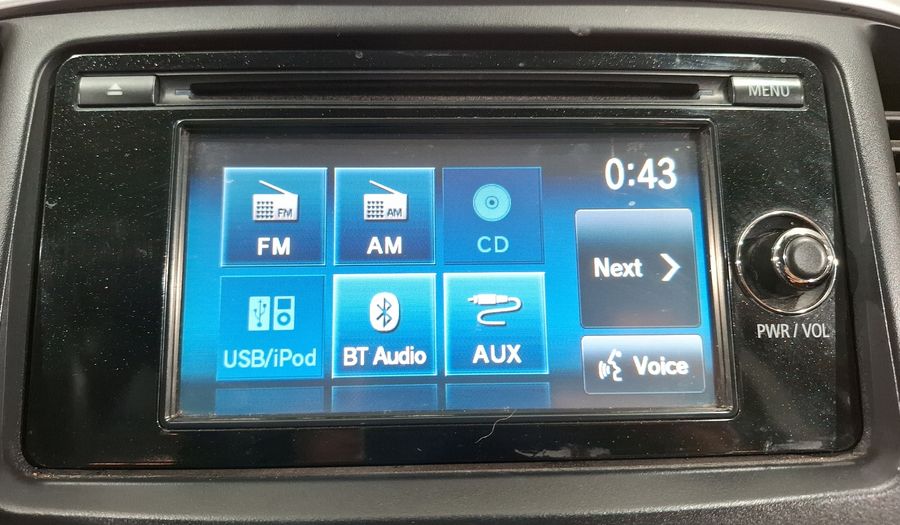 MENU
0:43
FM
AM
FM
AM
CD
Next
USB/iPod
BT Audio
AUX
Voice
PWR / VOL